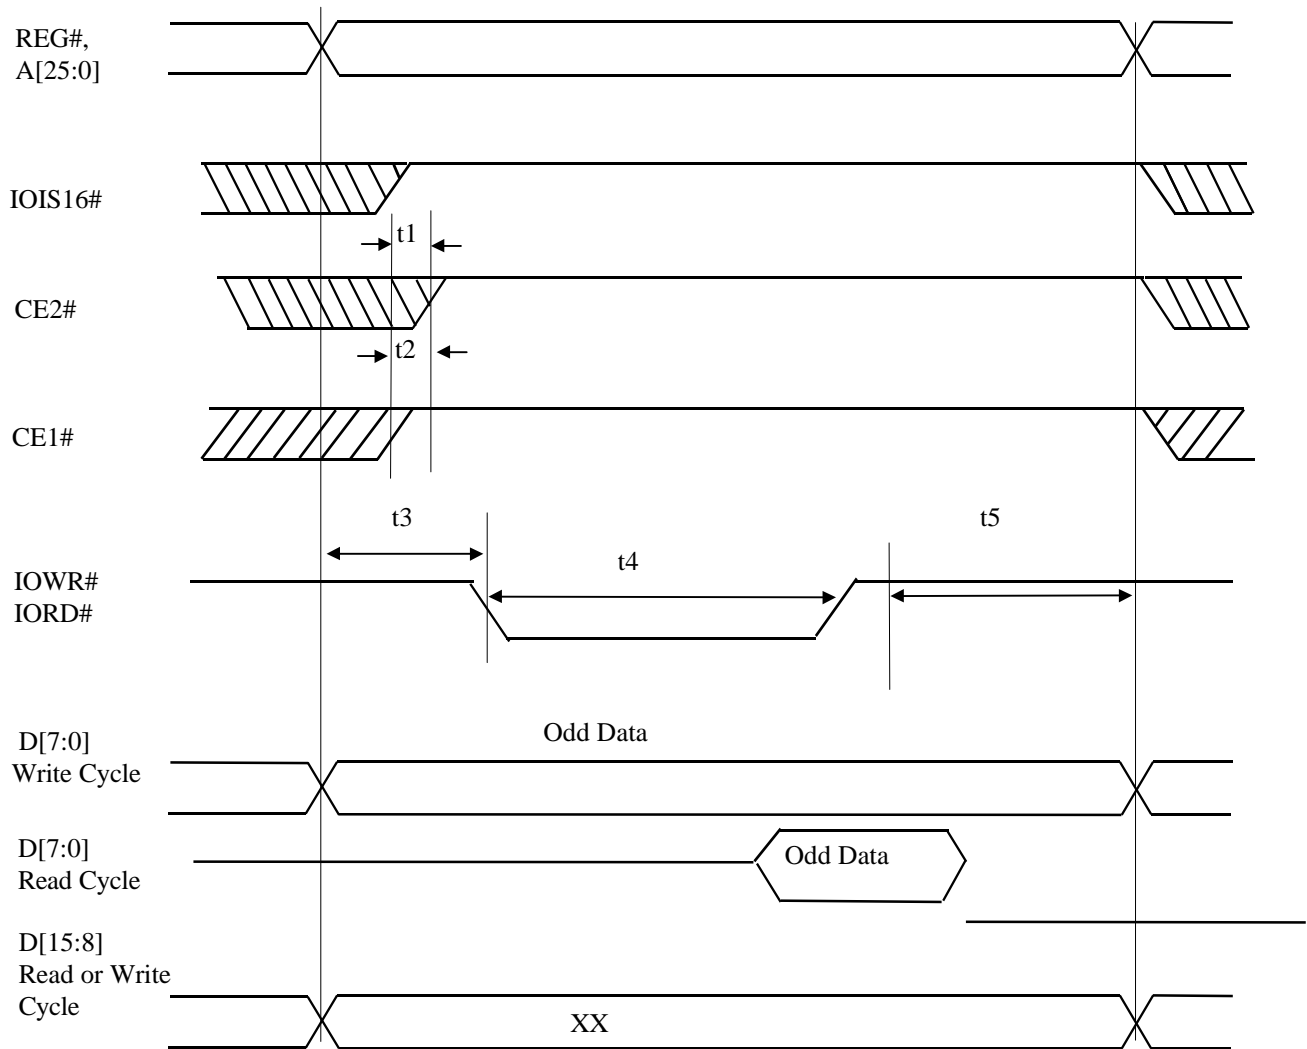 REG#,
A[25:0]
IOIS16#
t1
CE2#
t2
CE1#
t3
t5
t4
IOWR#
IORD#
Odd Data
D[7:0]
Write Cycle
D[7:0]
Read Cycle
Odd Data
D[15:8]
Read or Write
Cycle
XX